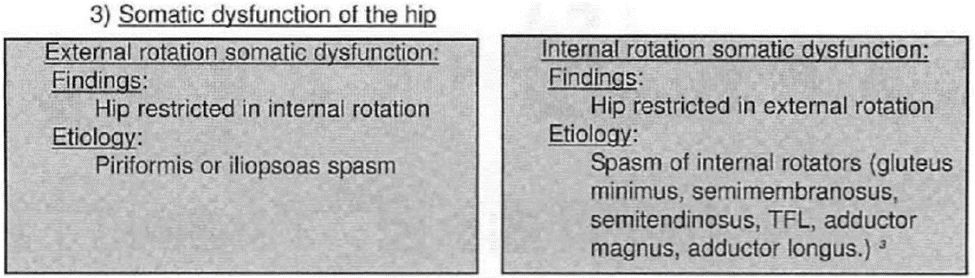 3) Somatic dysfunction of the hip
External rotation somatic dysfunction:
Findings:
Hip restricted in internal rotation
Etiology:
Piriformis or iliopsoas spasm
Internal rotation somatic dysfunction:
Findings:
Hip restricted in external rotation
Etiology:
Spasm of internal rotators (gluteus
minimus, semimembranosus,
semitendinosus, TFL, adductor
magnus, adductor longus.) ³